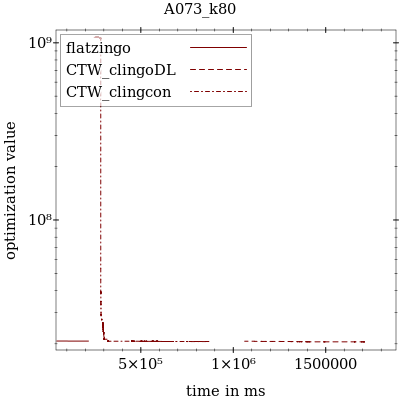 A073_k80
10⁹
flatzingo
CTW_clingoDL
CTW_clingcon
optimization value
10⁸
5×10⁵ 1×10⁶ 1500000
time in ms